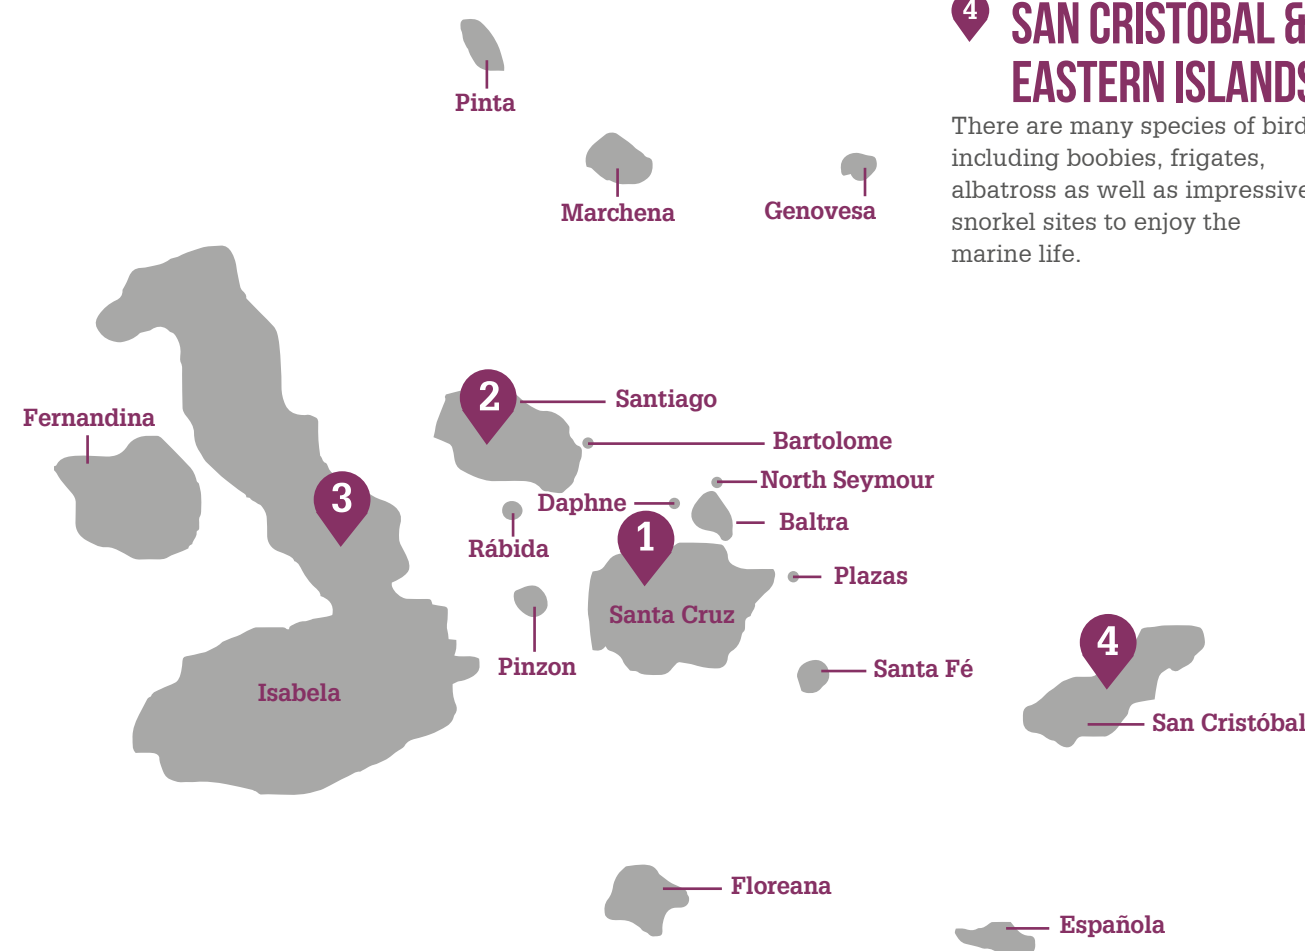 4
SAN CRISTOBAL &
EASTERN ISLANDS
There are many species of bird
including boobies, frigates,
albatross as well as impressive
snorkel sites to enjoy the
marine life.
Pinta
Marchena
Genovesa
Fernandina
2
Santiago
Bartolome
North Seymour
3
Daphne
Baltra
1
Rábida
Plazas
Santa Cruz
4
Pinzon
Santa Fé
Isabela
San Cristóbal
Floreana
Española